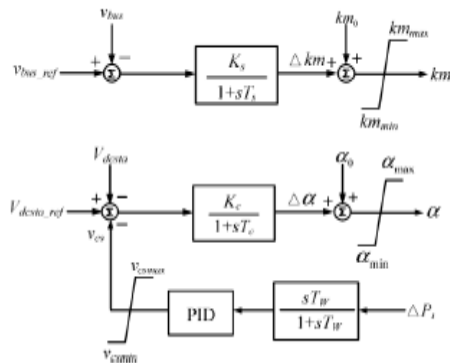 v_bus
km_0
km_max
v_bus_ref + − Σ
K_s
1+sT_s
△km + + Σ
km
km_min
V_dcsta
α_0
α_max
V_dcsta_ref + − − Σ
K_c
1+sT_c
△α + + Σ
α
α_min
v_cs
v_csmax
PID
sT_W
1+sT_W
△P_s
v_csmin